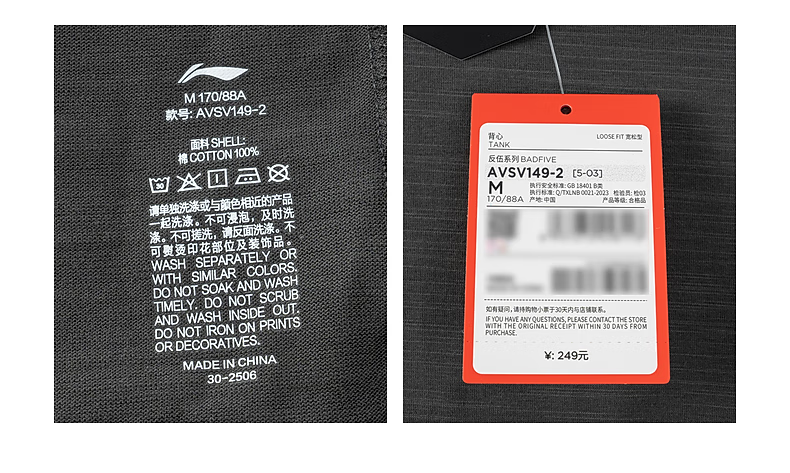 M 170/88A
款号: AVSV149-2
面料 SHELL:
棉 COTTON 100%
30
请单独洗涤或与颜色相近的产品
一起洗涤。不可浸泡，及时洗
涤。不可搓洗，请反面洗涤。不
可熨烫印花部位及装饰品。
WASH SEPARATELY OR
WITH SIMILAR COLORS.
DO NOT SOAK AND WASH
TIMELY. DO NOT SCRUB
AND WASH INSIDE OUT.
DO NOT IRON ON PRINTS
OR DECORATIVES.
MADE IN CHINA
30-2506
背心
TANK
LOOSE FIT 宽松型
反伍系列 BADFIVE
AVSV149-2 [5-03]
M
170/88A
执行安全标准: GB 18401 B类
执行标准: Q/TXLNB 0021-2023 检验员: 检03
产地: 中国 产品等级: 合格品
如有疑问，请持购物小票于30天内与店铺联系。
IF YOU HAVE ANY QUESTIONS, PLEASE CONTACT THE STORE
WITH THE ORIGINAL RECEIPT WITHIN 30 DAYS FROM
PURCHASE.
¥: 249元